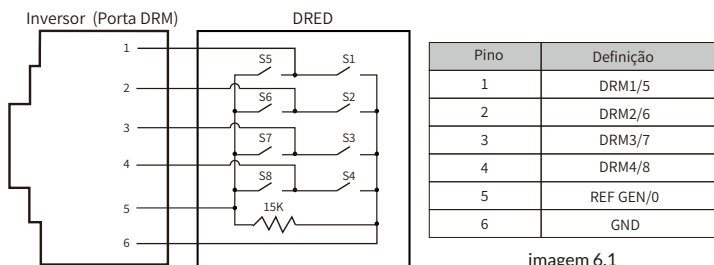 Inversor (Porta DRM)
DRED
1
2
3
4
5
6
S5
S1
S6
S2
S7
S3
S8
S4
15K
Pino Definição
1 DRM1/5
2 DRM2/6
3 DRM3/7
4 DRM4/8
5 REF GEN/0
6 GND
imagem 6.1